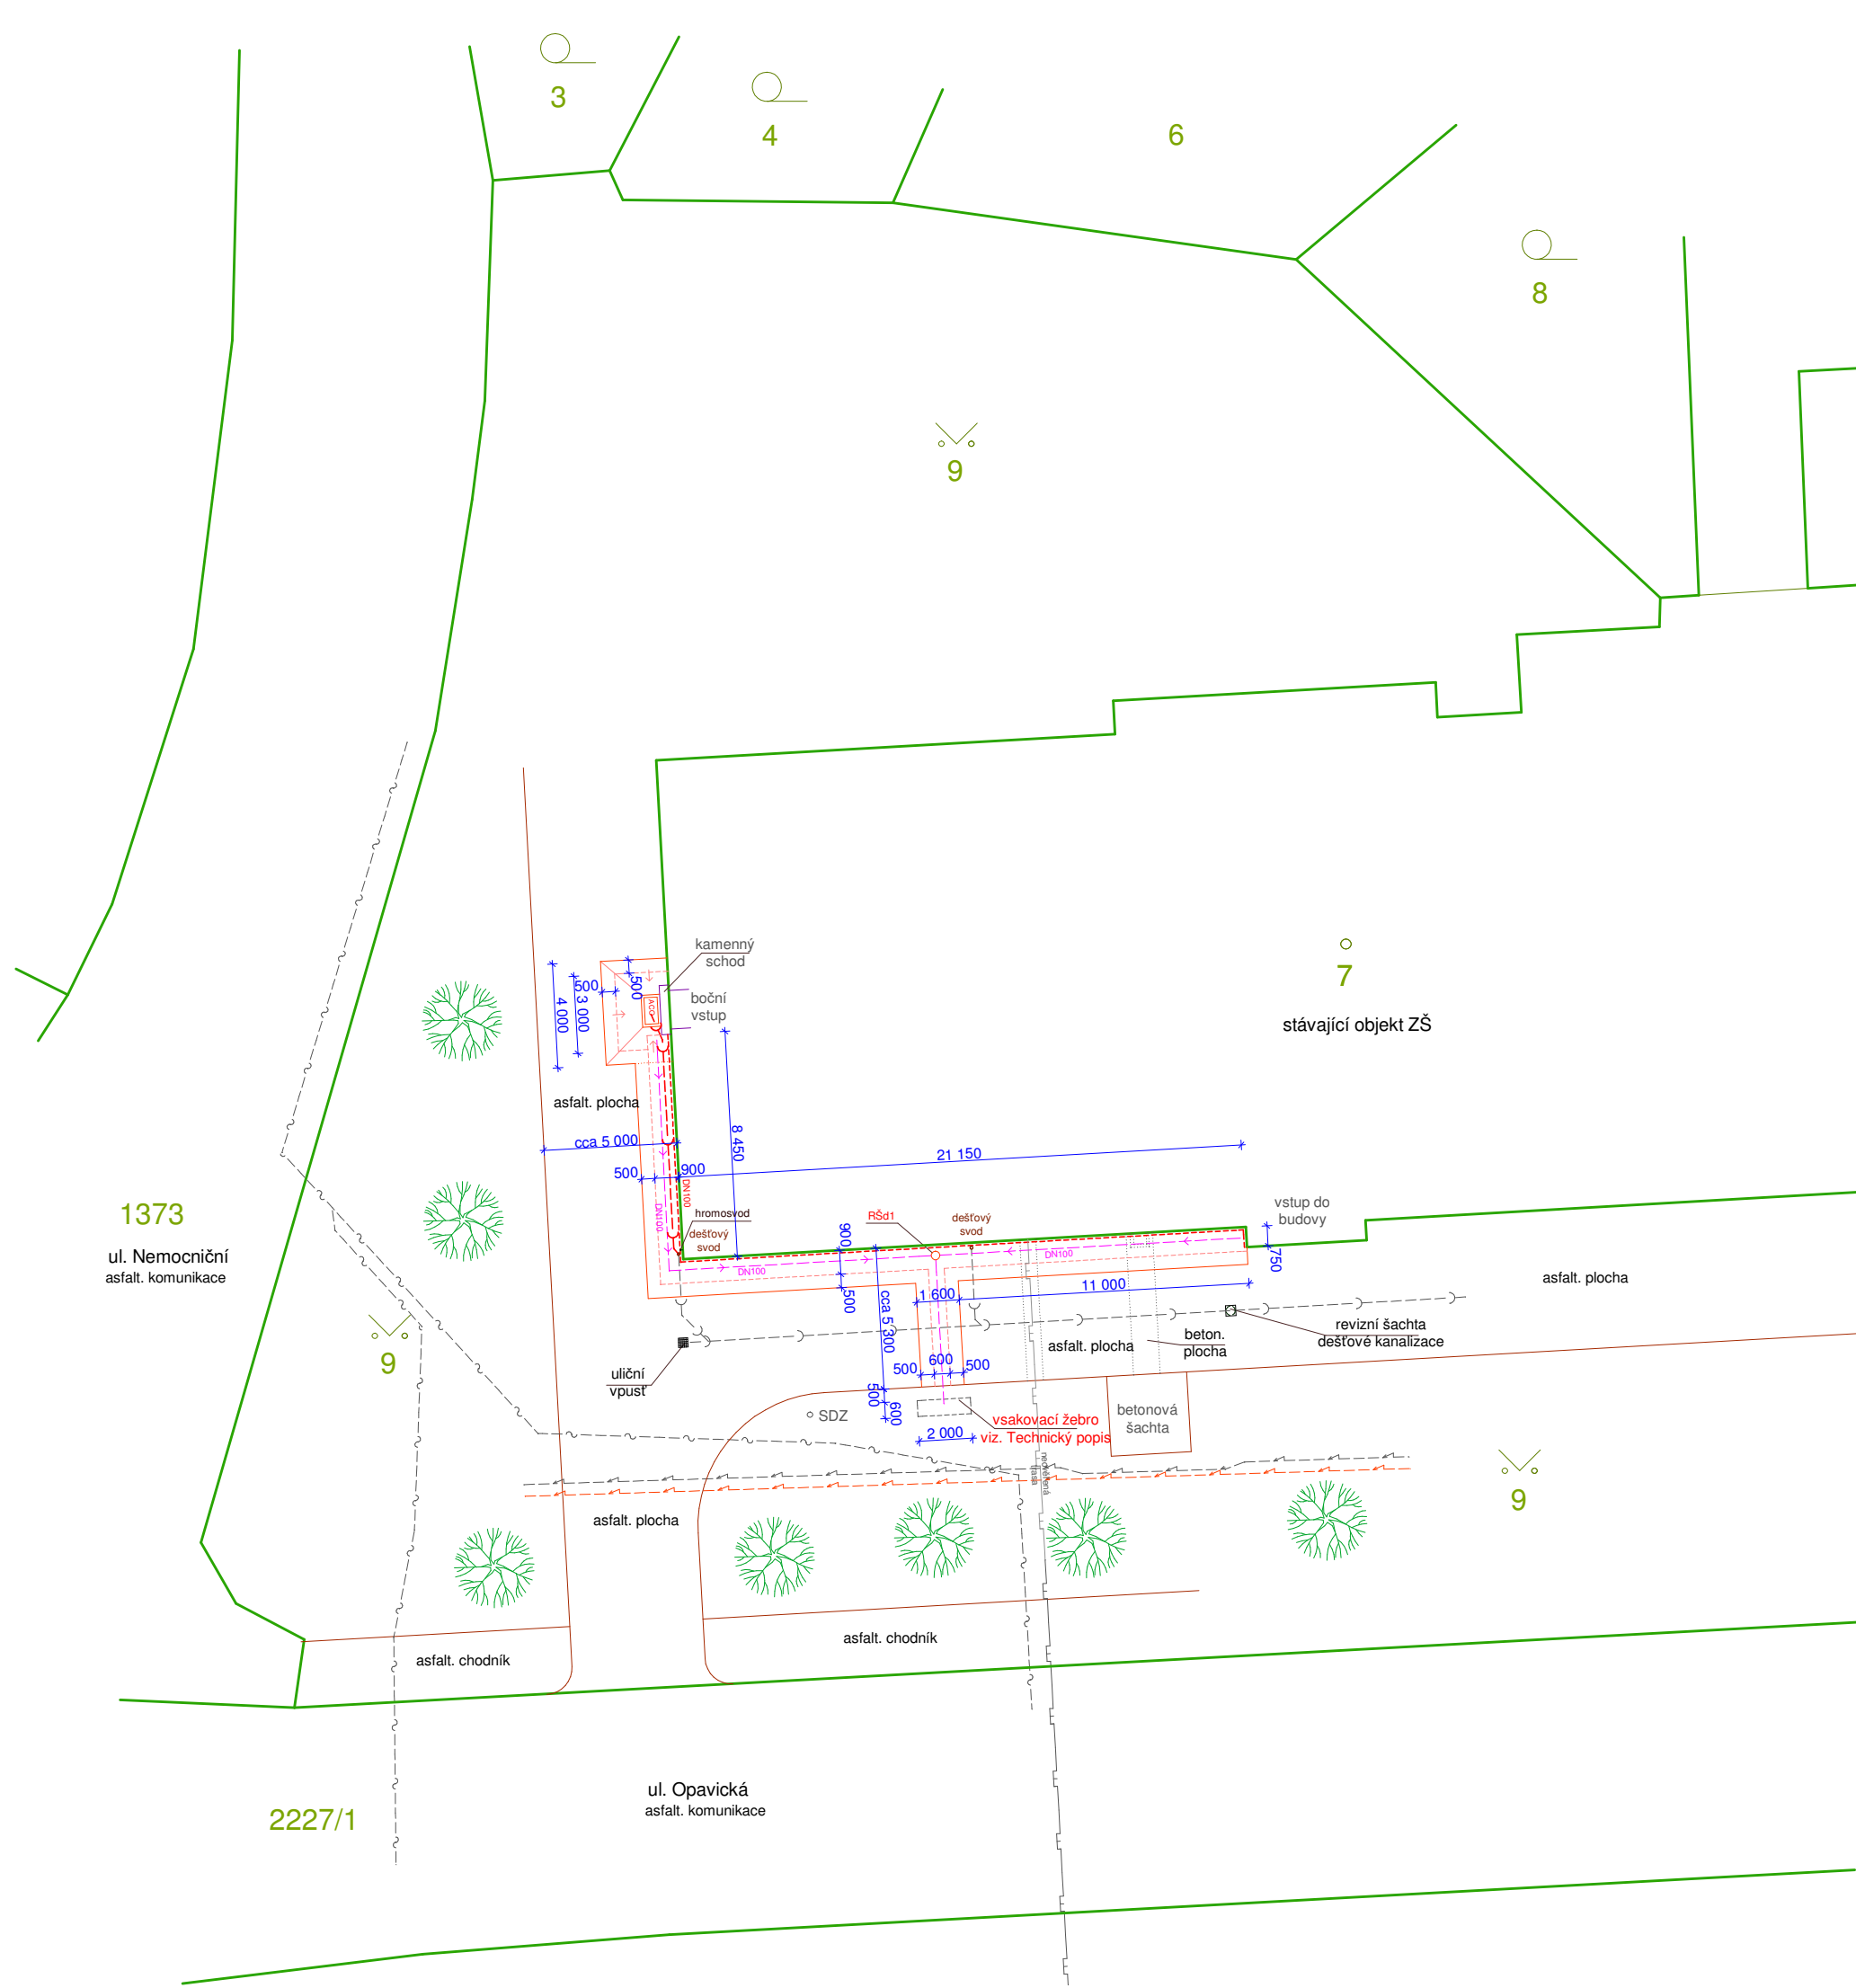 3
4
6
8
9
kamenný
schod
500
500
3 000
4 000
ACO
boční
vstup
7
stávající objekt ZŠ
asfalt. plocha
cca 5 000
8 450
21 150
500
900
DN100
DN100
hromosvod
dešťový
svod
RŠd1
dešťový
svod
vstup do
budovy
1373
ul. Nemocniční
asfalt. komunikace
900
DN100
DN100
750
500
cca 5 300
1 600
11 000
asfalt. plocha
revizní šachta
dešťové kanalizace
asfalt. plocha
beton.
plocha
9
uliční
vpusť
500
600
500
500
600
SDZ
2 000
vsakovací žebro
viz. Technický popis
betonová
šachta
neověřená
trasa
9
asfalt. plocha
asfalt. chodník
asfalt. chodník
ul. Opavická
asfalt. komunikace
2227/1